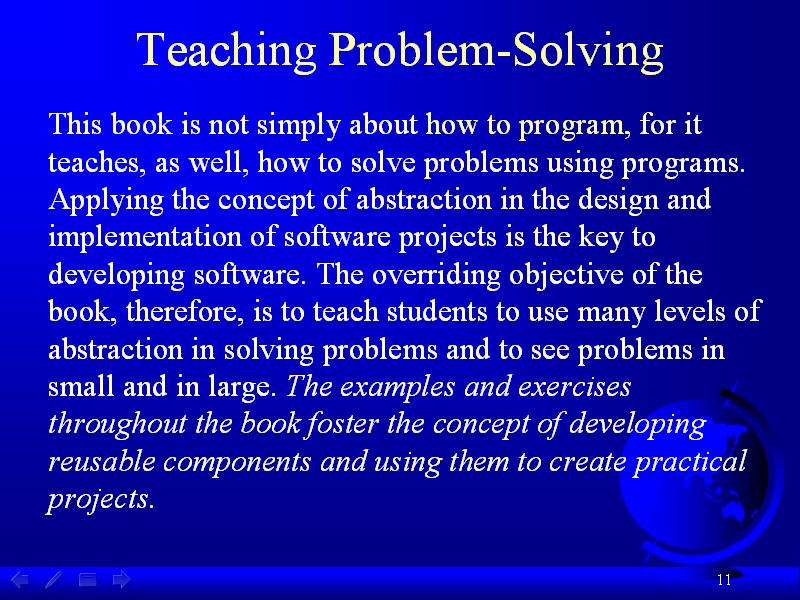 Teaching Problem-Solving
This book is not simply about how to program, for it
teaches, as well, how to solve problems using programs.
Applying the concept of abstraction in the design and
implementation of software projects is the key to
developing software. The overriding objective of the
book, therefore, is to teach students to use many levels of
abstraction in solving problems and to see problems in
small and in large. The examples and exercises
throughout the book foster the concept of developing
reusable components and using them to create practical
projects.
11